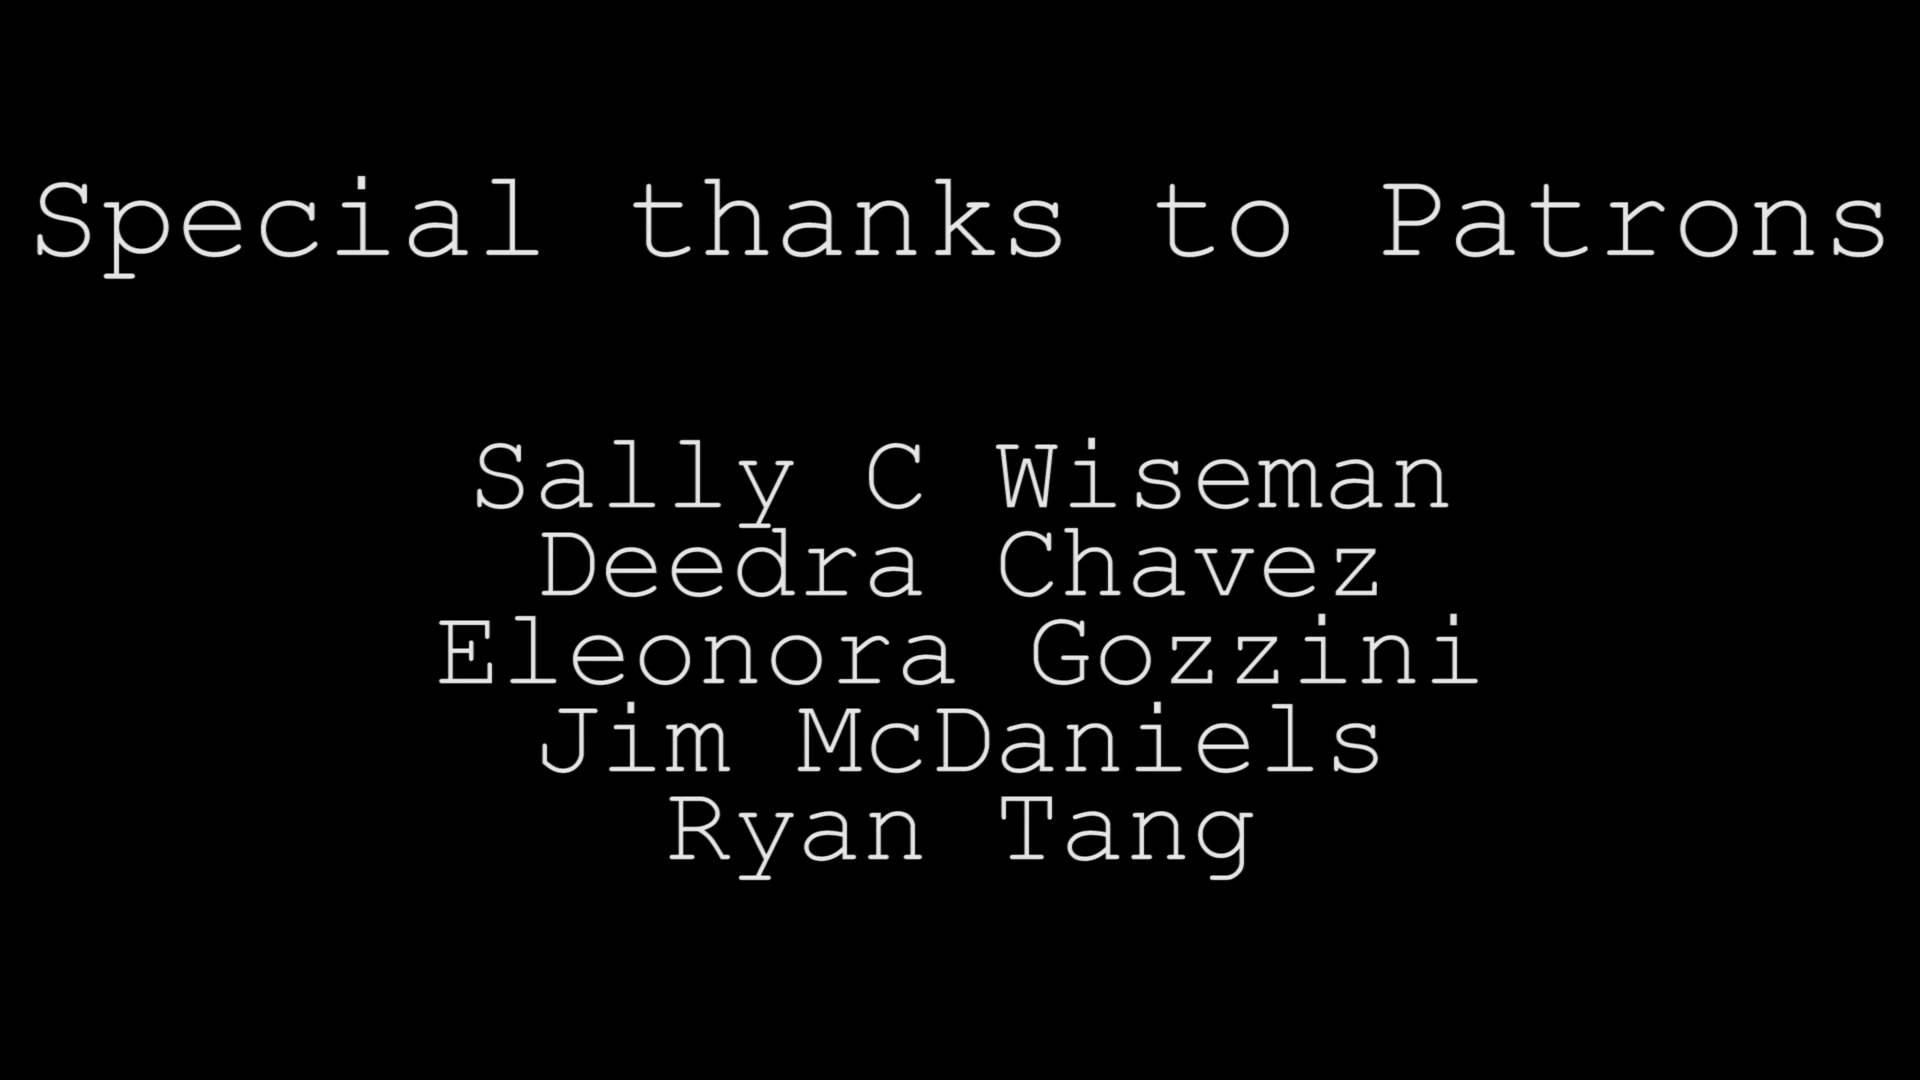 Special thanks to Patrons
Sally C Wiseman
Deedra Chavez
Eleonora Gozzini
Jim McDaniels
Ryan Tang